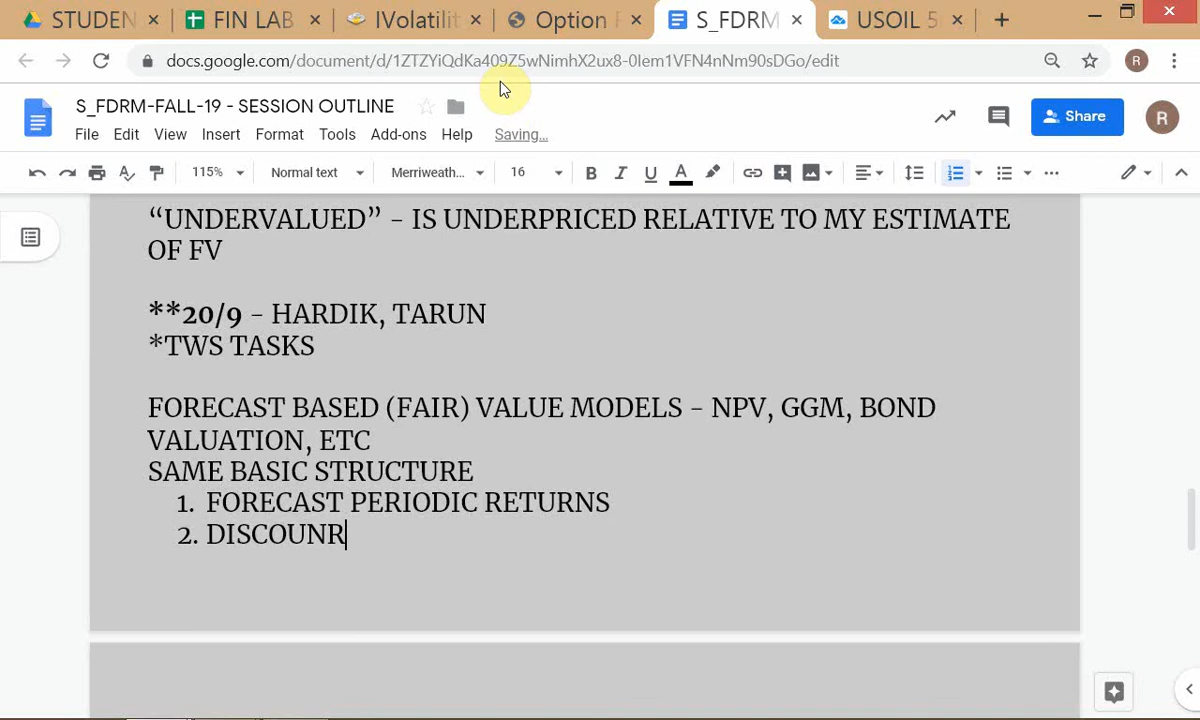 STUDEN
FIN LAB
IVolatilit
Option
S_FDRM
USOIL 5
docs.google.com/document/d/1ZTZYiQdKa409Z5wNimhX2ux8-0Iem1VFN4nNm90sDGo/edit
R
S_FDRM-FALL-19 - SESSION OUTLINE
File Edit View Insert Format Tools Add-ons Help Saving...
Share
R
115% Normal text Merriweath... 16 B I U A
“UNDERVALUED” - IS UNDERPRICED RELATIVE TO MY ESTIMATE
OF FV
**20/9 - HARDIK, TARUN
*TWS TASKS
FORECAST BASED (FAIR) VALUE MODELS - NPV, GGM, BOND
VALUATION, ETC
SAME BASIC STRUCTURE
1. FORECAST PERIODIC RETURNS
2. DISCOUNR